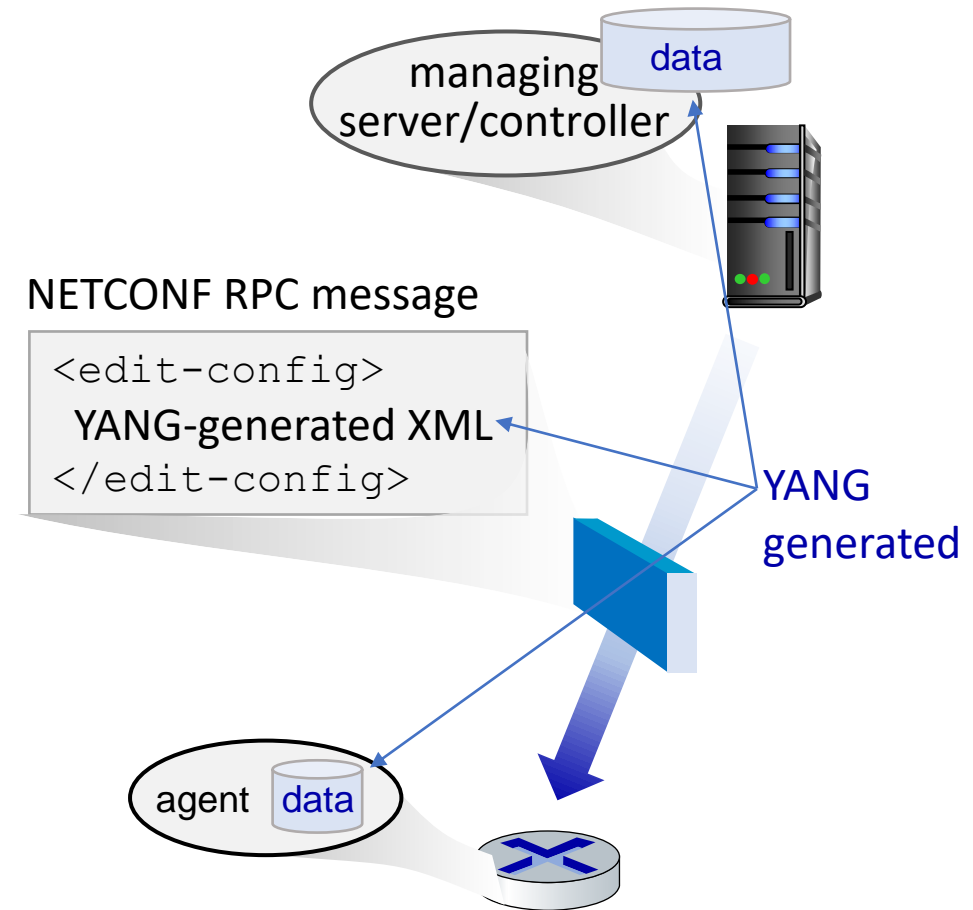 data
managing
server/controller
NETCONF RPC message
<edit-config>
YANG-generated XML
</edit-config>
YANG
generated
agent
data